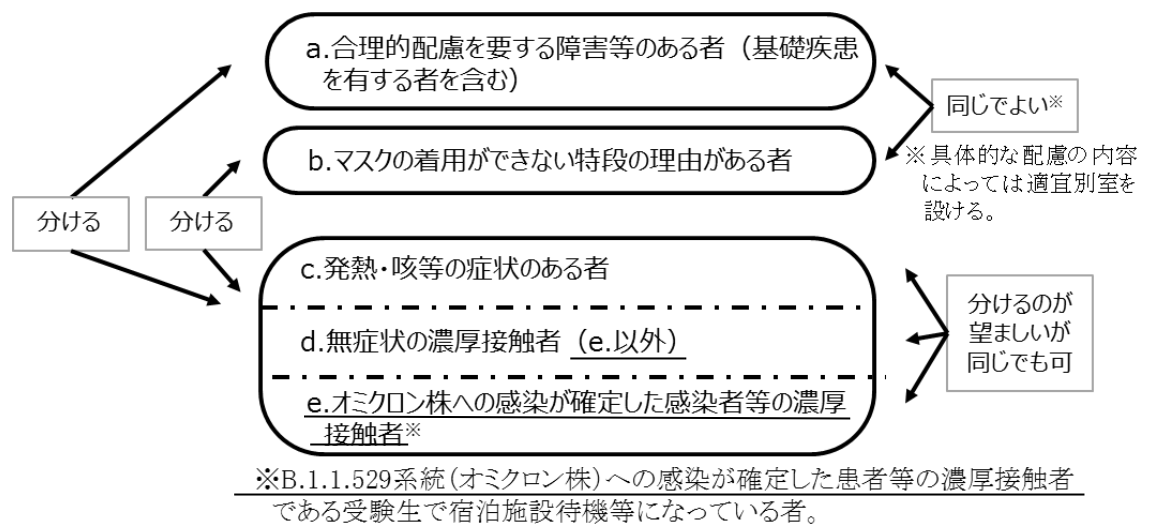 a.合理的配慮を要する障害等のある者（基礎疾患
を有する者を含む）
同じでよい※
b.マスクの着用ができない特段の理由がある者
※具体的な配慮の内容
によっては適宜別室を
設ける。
分ける
分ける
c.発熱・咳等の症状のある者
d.無症状の濃厚接触者（e.以外）
e.オミクロン株への感染が確定した感染者等の濃厚
接触者※
分けるのが
望ましいが
同じでも可
※B.1.1.529系統(オミクロン株)への感染が確定した患者等の濃厚接触者
である受験生で宿泊施設待機等になっている者。